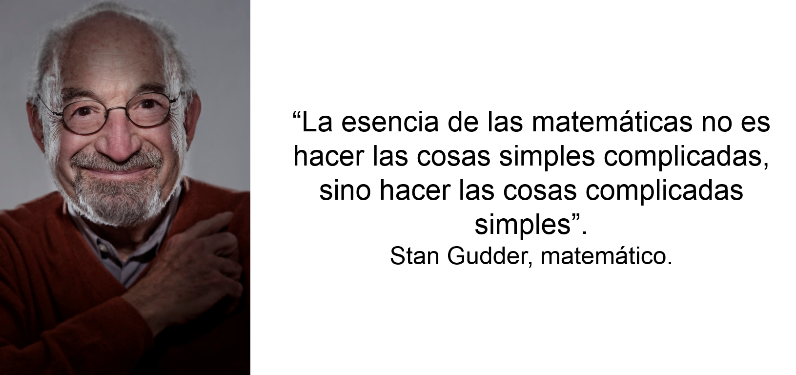 “La esencia de las matemáticas no es
hacer las cosas simples complicadas,
sino hacer las cosas complicadas
simples”.
Stan Gudder, matemático.